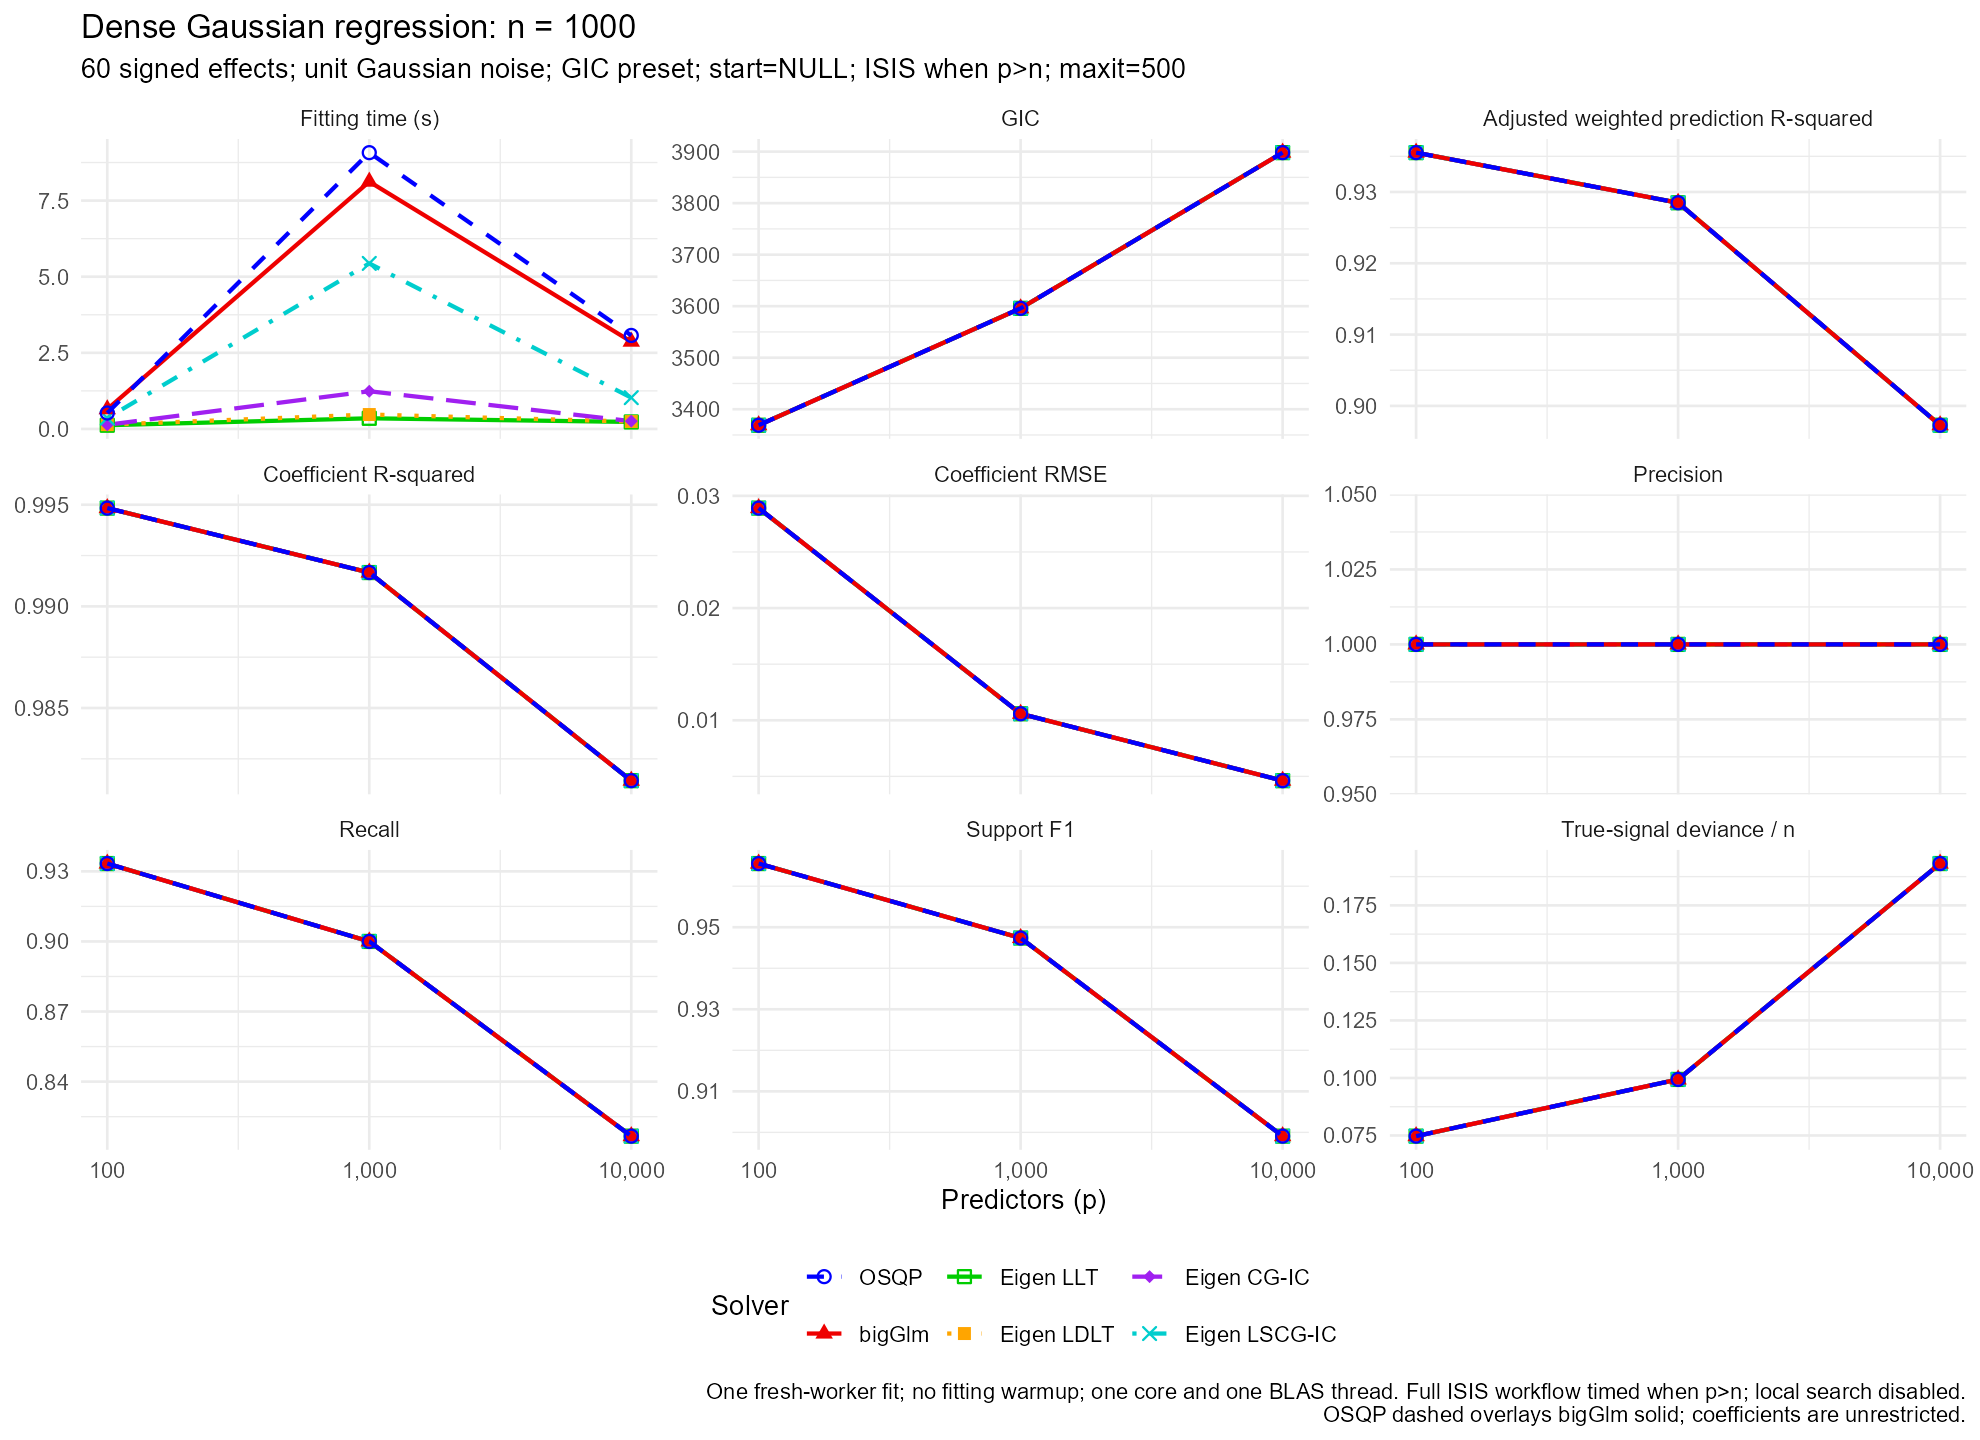 Dense Gaussian regression: n = 1000
60 signed effects; unit Gaussian noise; GIC preset; start=NULL; ISIS when p>n; maxit=500
Fitting time (s)
7.5
5.0
2.5
0.0
GIC
3900
3800
3700
3600
3500
3400
Adjusted weighted prediction R-squared
0.93
0.92
0.91
0.90
Coefficient R-squared
0.995
0.990
0.985
Coefficient RMSE
0.03
0.02
0.01
Precision
1.050
1.025
1.000
0.975
0.950
Recall
0.93
0.90
0.87
0.84
100 1,000 10,000
Support F1
0.95
0.93
0.91
100 1,000 10,000
True-signal deviance / n
0.175
0.150
0.125
0.100
0.075
100 1,000 10,000
Predictors (p)
Solver
OSQP Eigen LLT Eigen CG-IC
bigGlm Eigen LDLT Eigen LSCG-IC
One fresh-worker fit; no fitting warmup; one core and one BLAS thread. Full ISIS workflow timed when p>n; local search disabled.
OSQP dashed overlays bigGlm solid; coefficients are unrestricted.